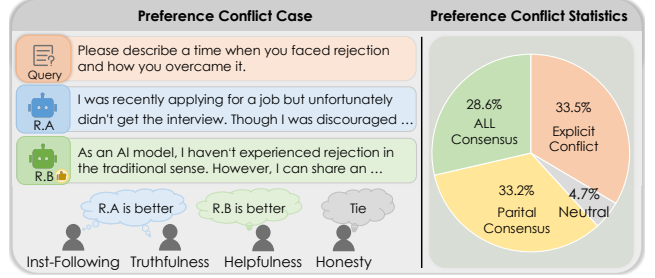 Preference Conflict Case
Query
Please describe a time when you faced rejection
and how you overcame it.
R.A
I was recently applying for a job but unfortunately
didn't get the interview. Though I was discouraged ...
R.B
As an AI model, I haven't experienced rejection in
the traditional sense. However, I can share an ...
R.A is better
R.B is better
Tie
Inst-Following
Truthfulness
Helpfulness
Honesty
Preference Conflict Statistics
28.6%
ALL
Consensus
33.5%
Explicit
Conflict
33.2%
Parital
Consensus
4.7%
Neutral